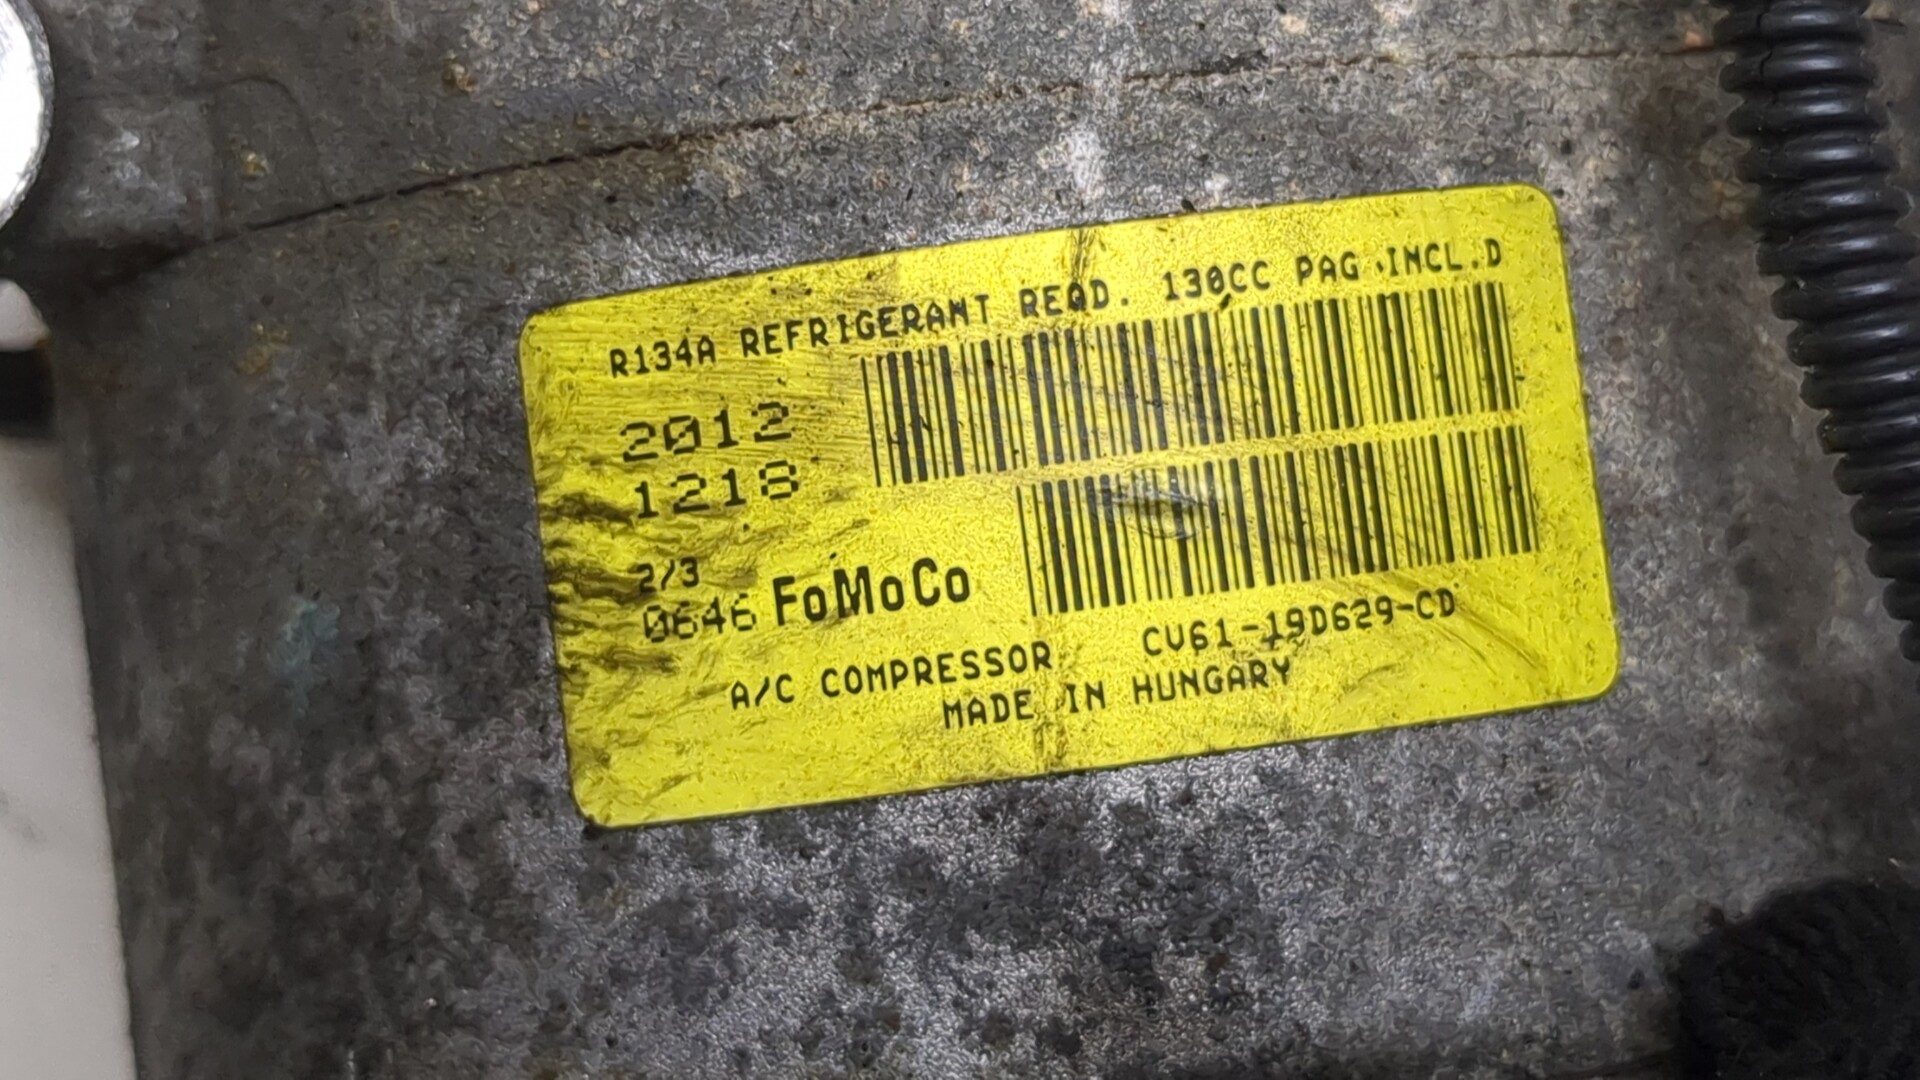 R134A REFRIGERANT REQD. 130CC PAG INCL.D
2012
1218
2/3
0646 FoMoCo
A/C COMPRESSOR CV61-19D629-CD
MADE IN HUNGARY